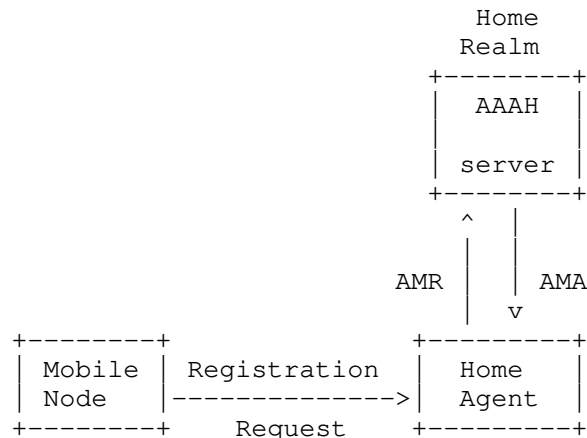 Home
Realm
+--------+
|  AAAH  |
|        |
| server |
+--------+
^  |
|  |
AMR |  | AMA
|  v
+--------+                +---------+
| Mobile | Registration   |  Home   |
| Node   |--------------->|  Agent  |
+--------+    Request     +---------+